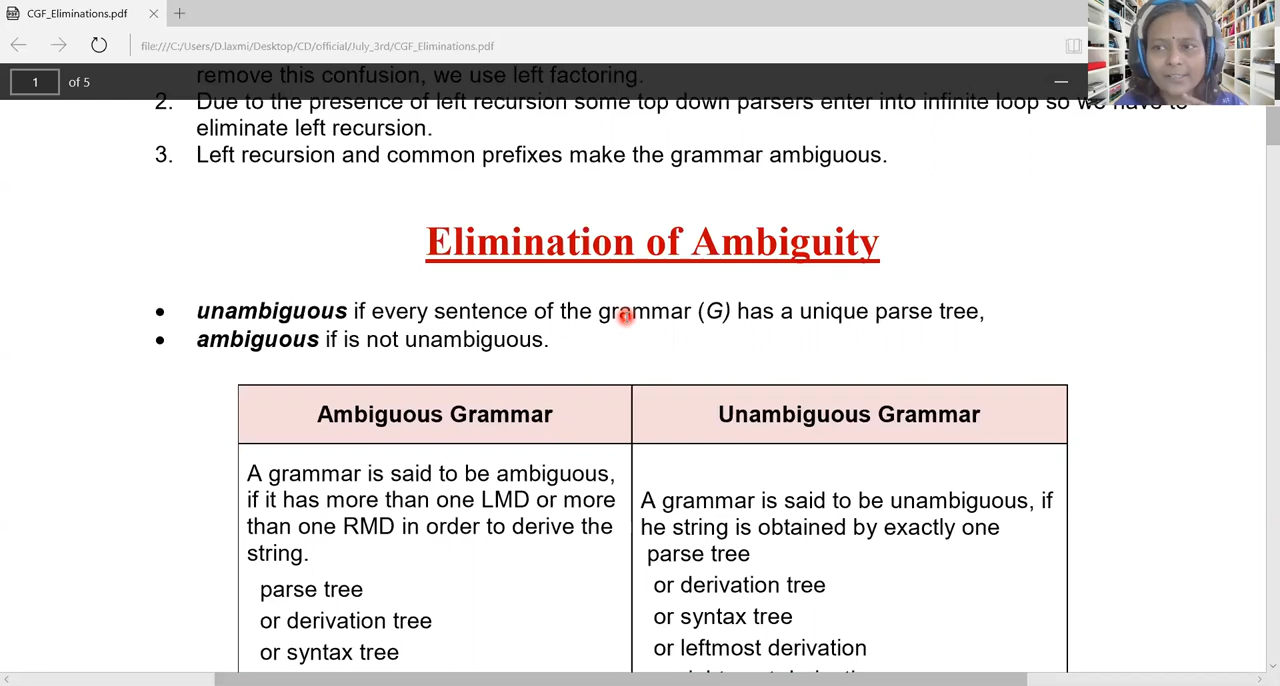 CGF_Eliminations.pdf
file:///C:/Users/D.laxmi/Desktop/CD/official/July_3rd/CGF_Eliminations.pdf
1 of 5
remove this confusion, we use left factoring.
2. Due to the presence of left recursion some top down parsers enter into infinite loop so we have to
eliminate left recursion.
3. Left recursion and common prefixes make the grammar ambiguous.
Elimination of Ambiguity
• unambiguous if every sentence of the grammar (G) has a unique parse tree,
• ambiguous if is not unambiguous.
Ambiguous Grammar
A grammar is said to be ambiguous,
if it has more than one LMD or more
than one RMD in order to derive the
string.
parse tree
or derivation tree
or syntax tree
Unambiguous Grammar
A grammar is said to be unambiguous, if
he string is obtained by exactly one
parse tree
or derivation tree
or syntax tree
or leftmost derivation